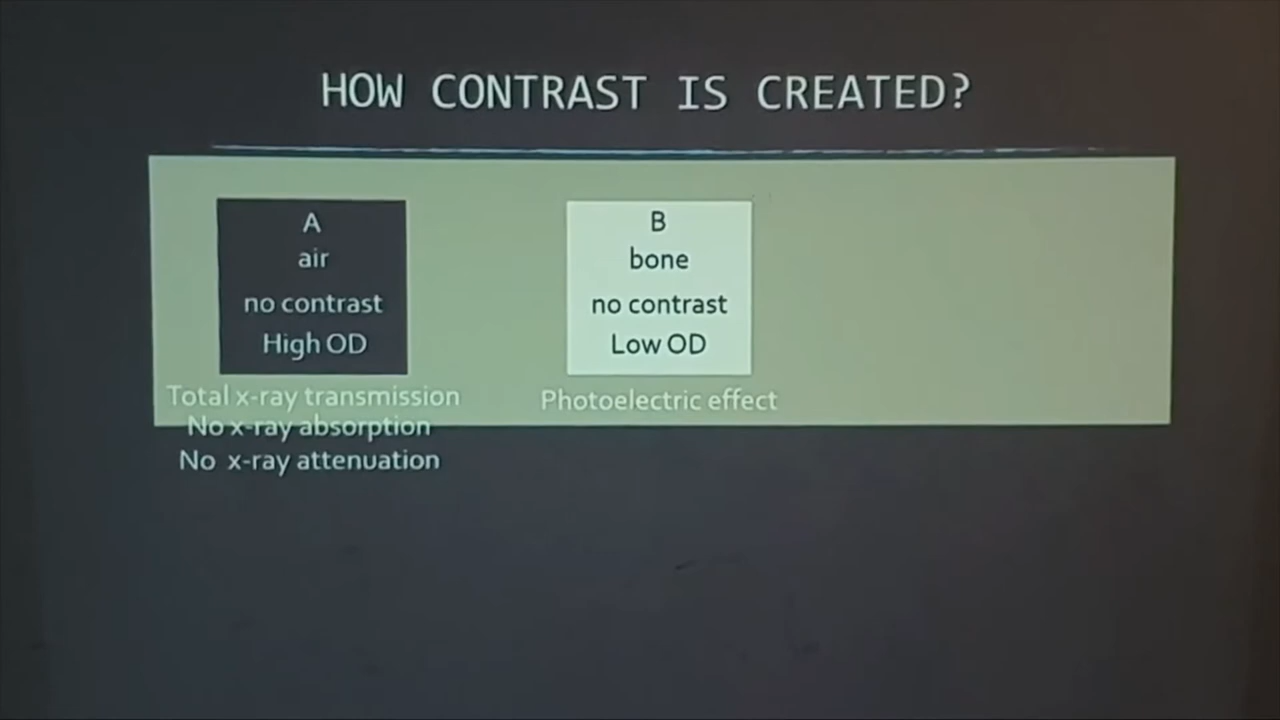 HOW CONTRAST IS CREATED?
A
air
no contrast
High OD
Total x-ray transmission
No x-ray absorption
No x-ray attenuation
B
bone
no contrast
Low OD
Photoelectric effect